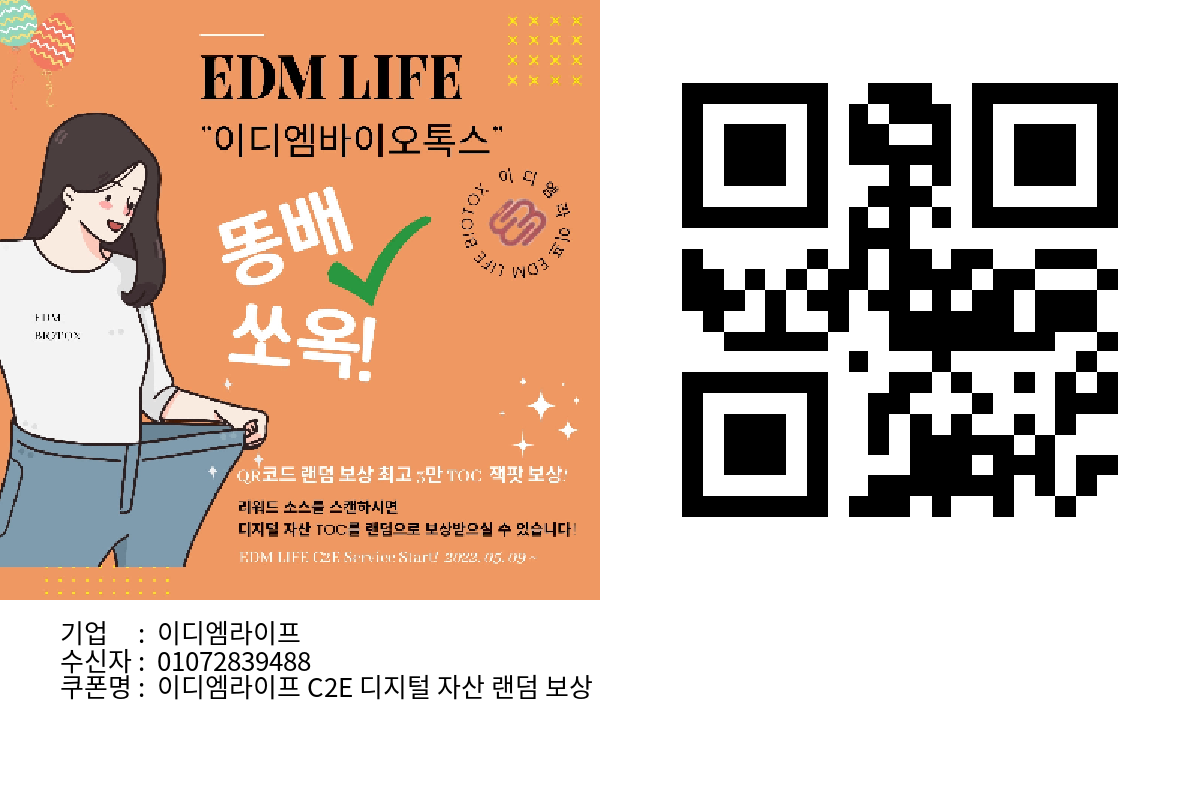 EDM LIFE
"이디엠바이오톡스"
이디엠라이프 EDM LIFE BIOTOX
똥배
쏘옥!
EDM
BIOTOX
QR코드 랜덤 보상 최고 5만 TOC 잭팟 보상!
리워드 소스를 스캔하시면
디지털 자산 TOC를 랜덤으로 보상받으실 수 있습니다!
EDM LIFE C2E Service Start! 2022. 05. 09 ~
기업 : 이디엠라이프
수신자 : 01072839488
쿠폰명 : 이디엠라이프 C2E 디지털 자산 랜덤 보상